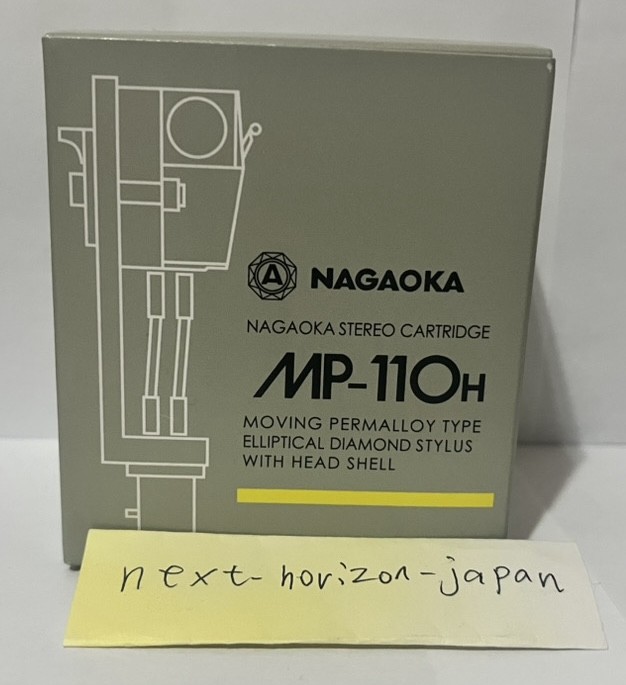 A NAGAOKA
NAGAOKA STEREO CARTRIDGE
MP-110H
MOVING PERMALLOY TYPE
ELLIPTICAL DIAMOND STYLUS
WITH HEAD SHELL
next-horizon-japan